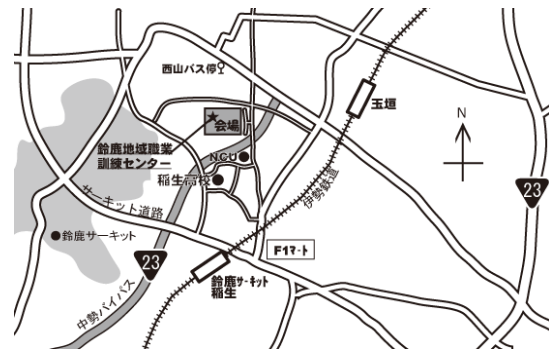 西山バス停
玉垣
N
会場
鈴鹿地域職業
訓練センター
N.C.U
稲生高校
伊勢鉄道
サーキット道路
23
鈴鹿サーキット
F1マート
23
鈴鹿サーキット
稲生
中勢バイパス